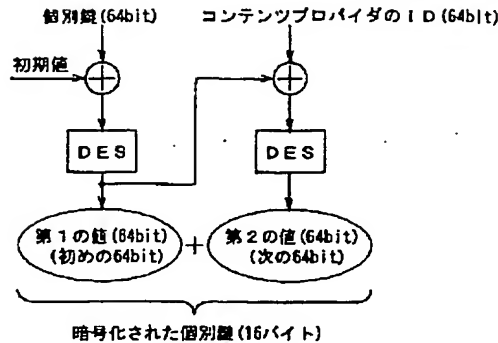 個別鍵(64bit)
コンテンツプロバイダのＩＤ(64bit)
初期値
DES
DES
第１の値(64bit)
(初めの64bit)
+
第２の値(64bit)
(次の64bit)
暗号化された個別鍵(16バイト)